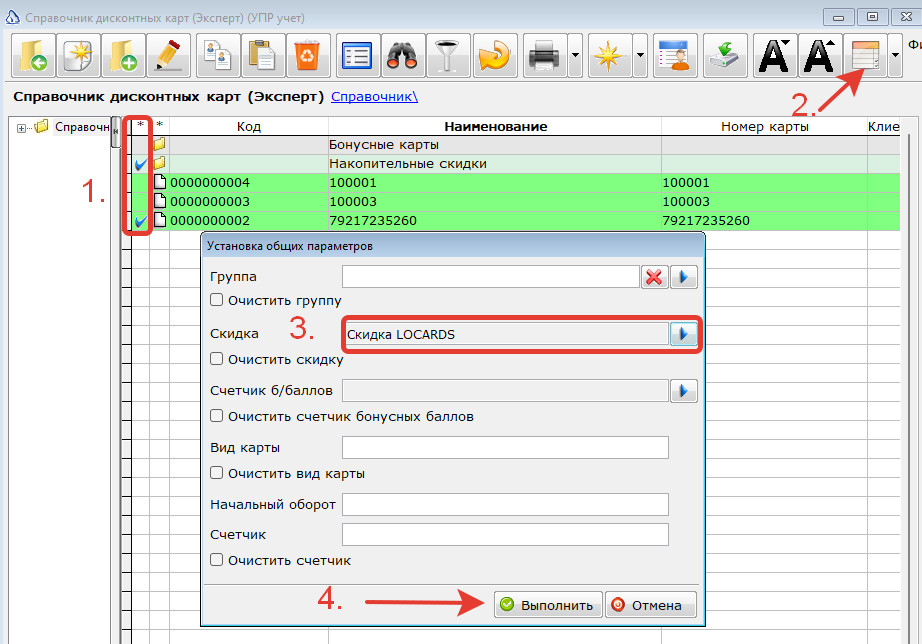 Справочник дисконтных карт (Эксперт) (УПР учет)
A A
2.
Справочник дисконтных карт (Эксперт) Справочник\
Справочн
* * Код Наименование Номер карты Клие
Бонусные карты
Накопительные скидки
1.
0000000004 100001 100001
0000000003 100003 100003
0000000002 79217235260 79217235260
Установка общих параметров
Группа
Очистить группу
Скидка 3. Скидка LOCARDS
Очистить скидку
Счетчик б/баллов
Очистить счетчик бонусных баллов
Вид карты
Очистить вид карты
Начальный оборот
Счетчик
Очистить счетчик
4. Выполнить Отмена